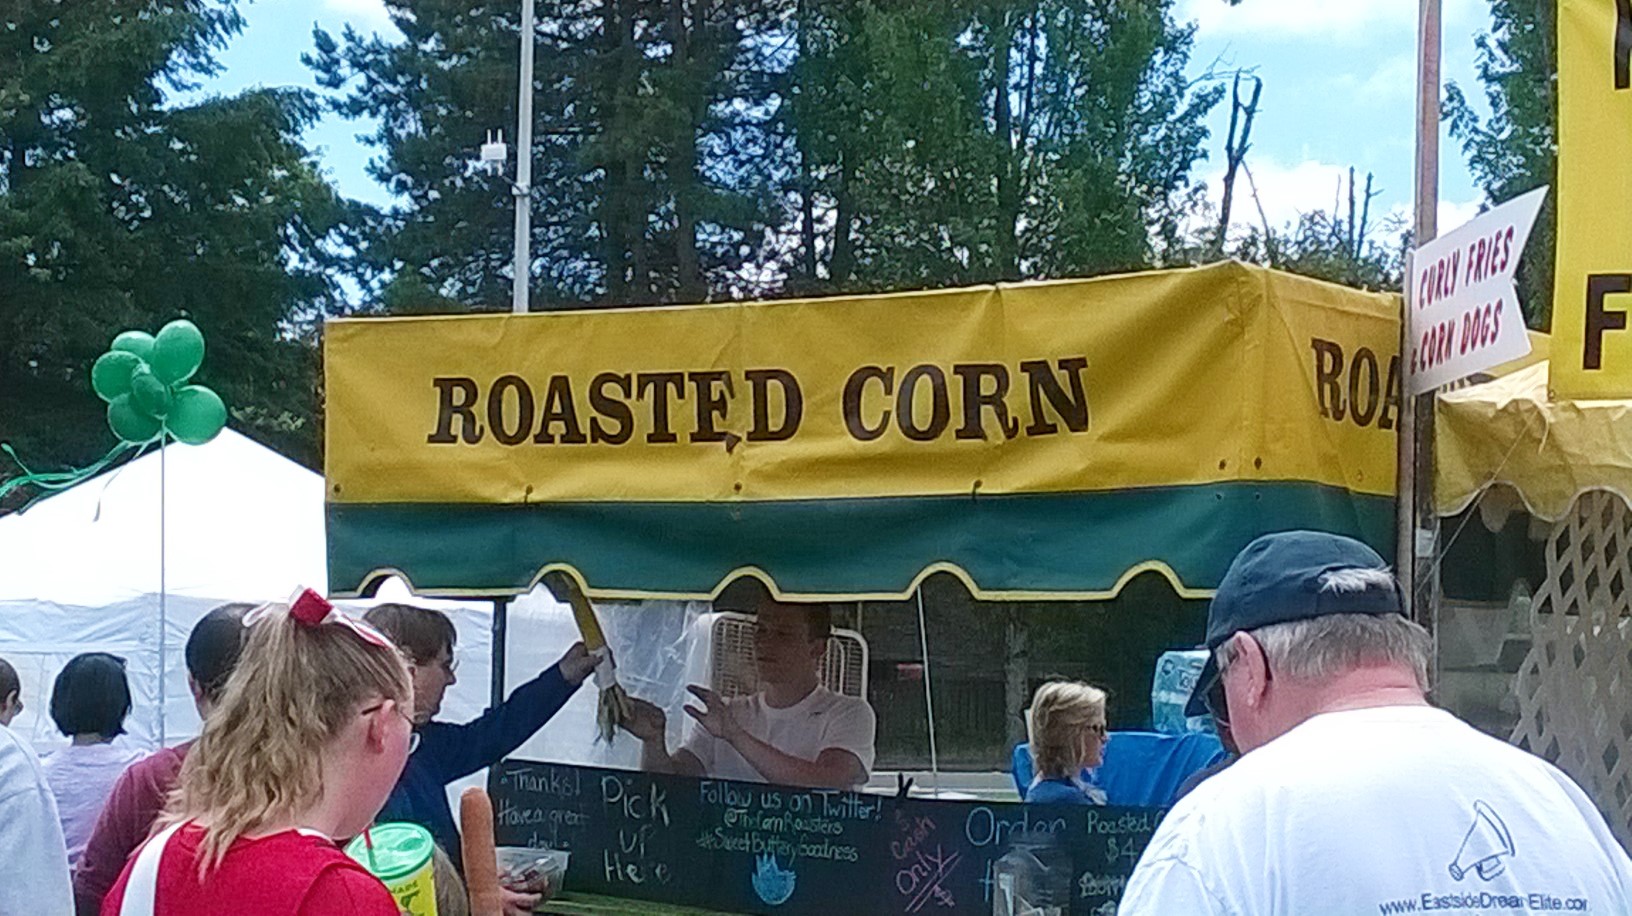 ROASTED CORN
ROA
CURLY FRIES
& CORN DOGS
F
Thanks!
Have a great
day!
Pick
up
Here
Follow us on Twitter!
@TheCornRoasters
#SweetButteryGoodness
$ Cash
Only
$
Order
Roasted
$4
www.EastsideDreamElite.com